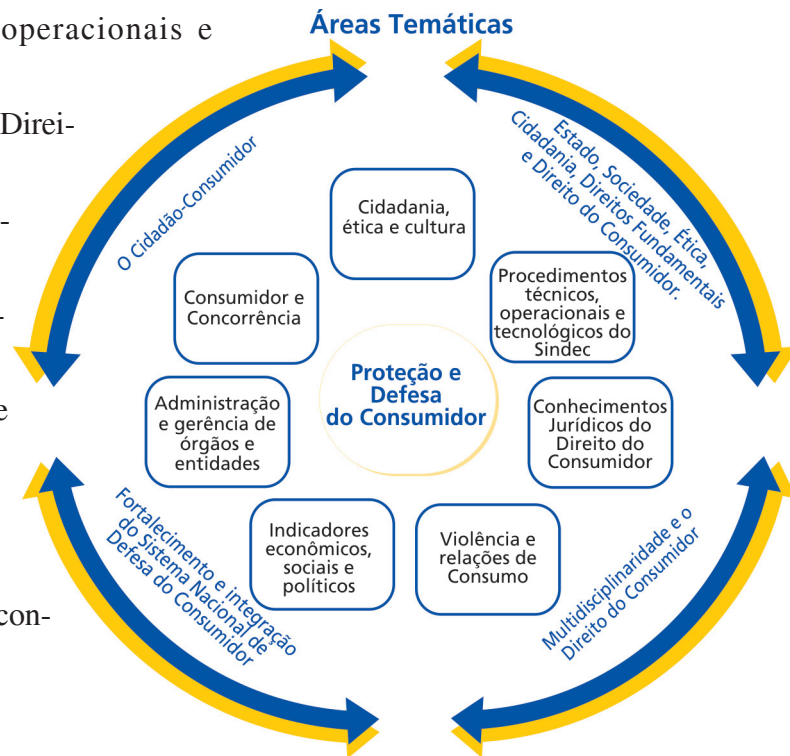 operacionais e
Direi-
-
-
e
con-
Áreas Temáticas
O Cidadão-Consumidor
Estado, Sociedade, Ética,
Cidadania, Direitos Fundamentais
e Direito do Consumidor.
Cidadania,
ética e cultura
Consumidor e
Concorrência
Procedimentos
técnicos,
operacionais e
tecnológicos do
Sindec
Proteção e
Defesa
do Consumidor
Administração
e gerência de
órgãos e
entidades
Conhecimentos
Jurídicos do
Direito do
Consumidor
Indicadores
econômicos,
sociais e
políticos
Violência e
relações de
Consumo
Fortalecimento e integração
do Sistema Nacional de
Defesa do Consumidor
Multidisciplinaridade e o
Direito do Consumidor